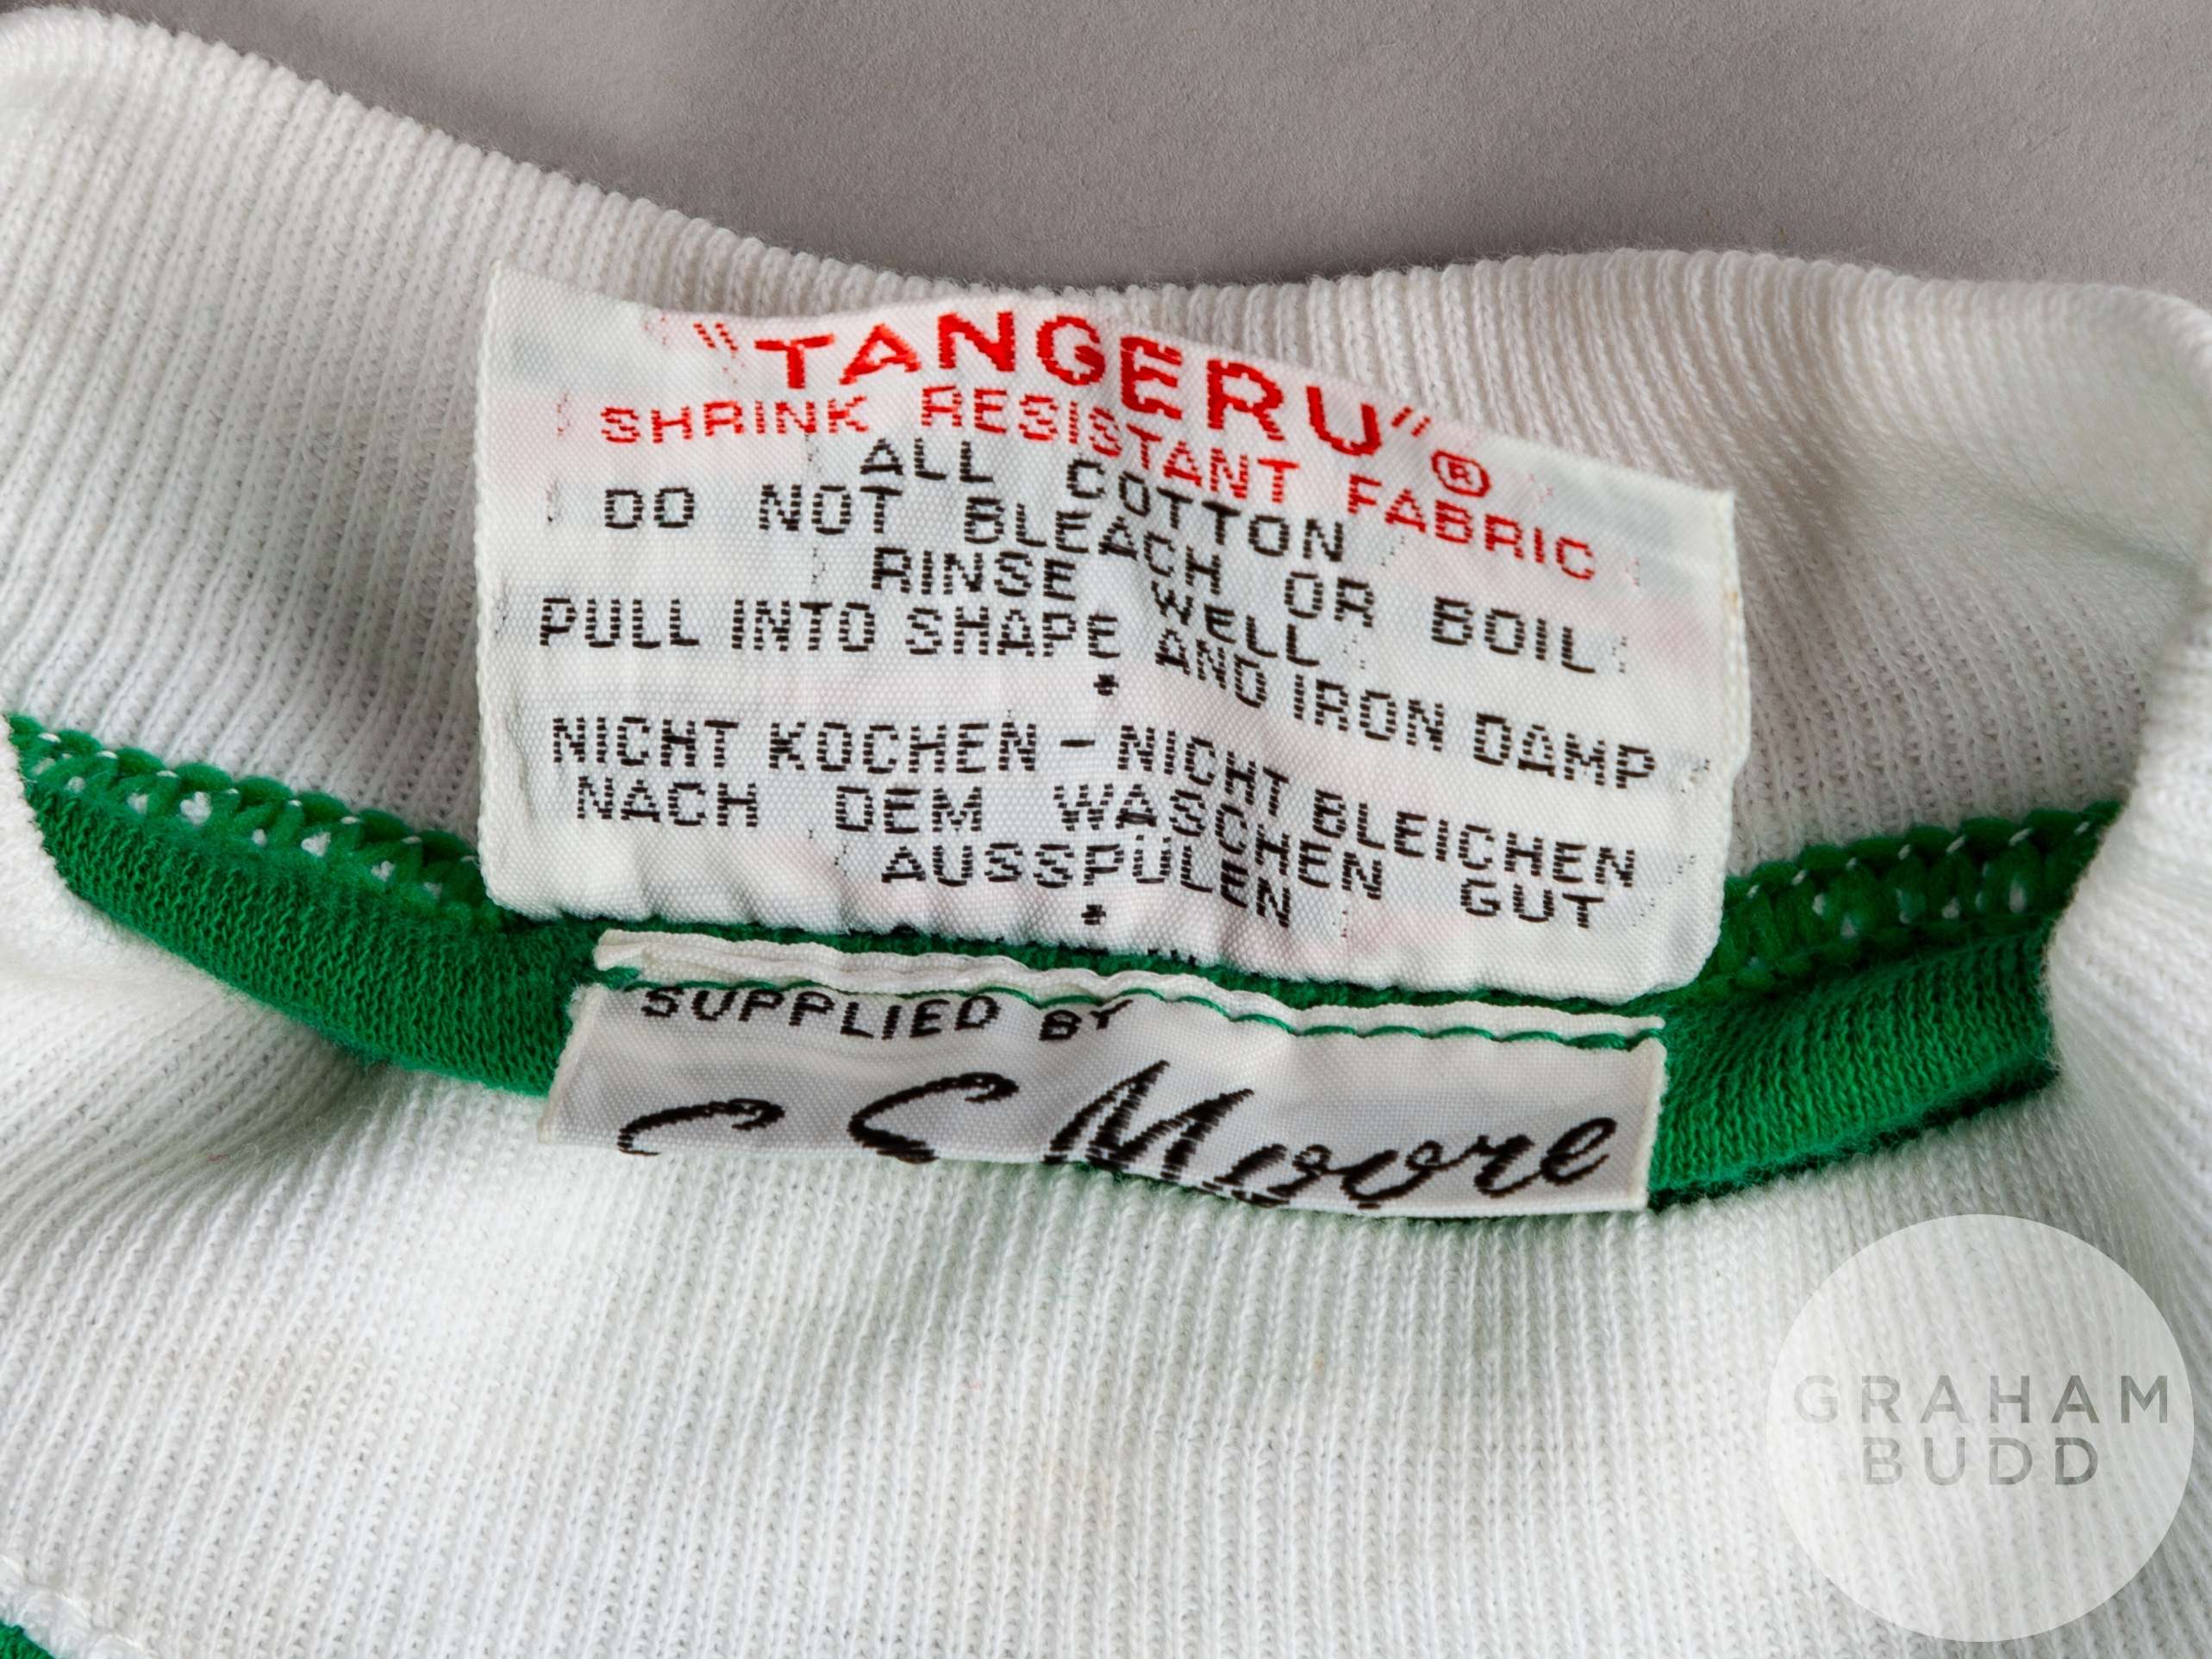 "TANGERU"®
SHRINK RESISTANT FABRIC
ALL COTTON
DO NOT BLEACH OR BOIL
RINSE WELL
PULL INTO SHAPE AND IRON DAMP
*
NICHT KOCHEN - NICHT BLEICHEN
NACH DEM WASCHEN GUT
AUSSPÜLEN
*
SUPPLIED BY
Moore
GRAHAM
BUDD